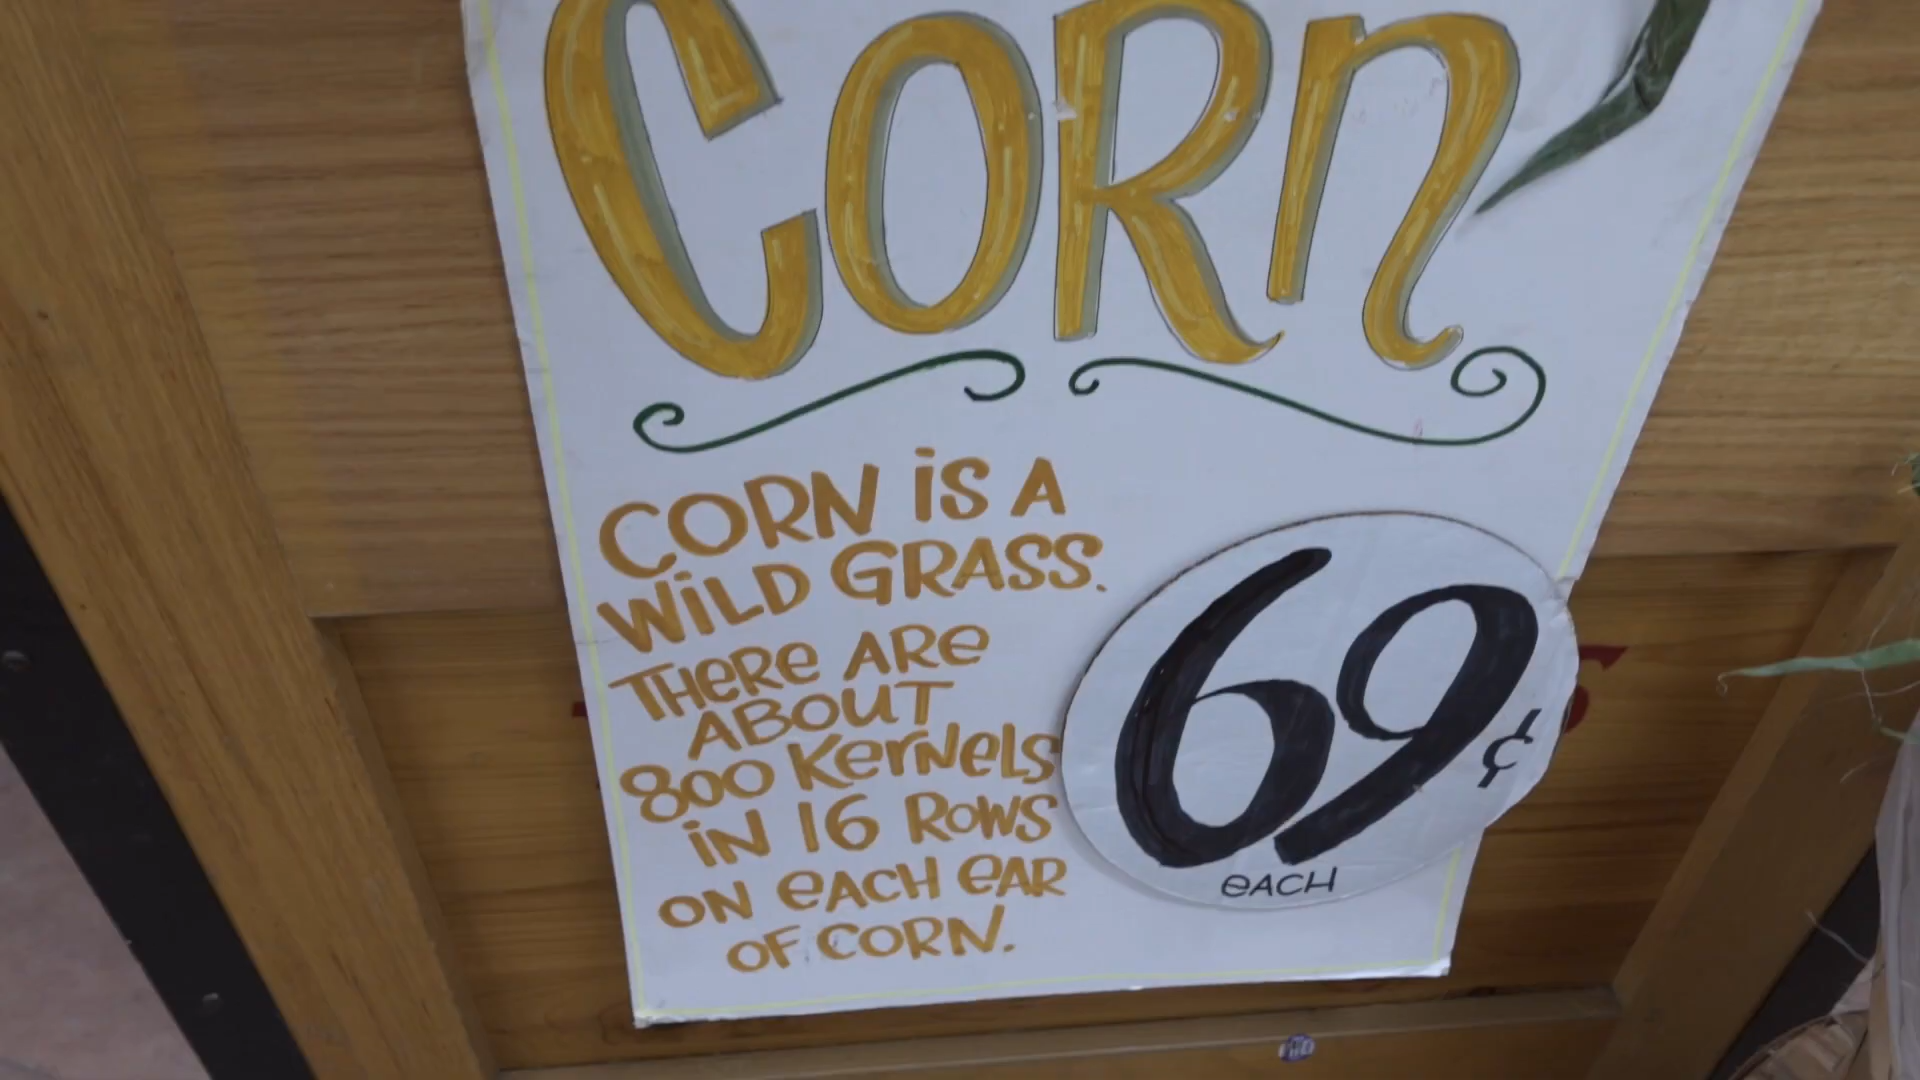 CORN
CORN iS A
WiLD GRASS.
THeRe ARe
ABOUT
800 KerNeLS
iN 16 Rows
ON eACH eAR
OF CORN.
69¢
eACH